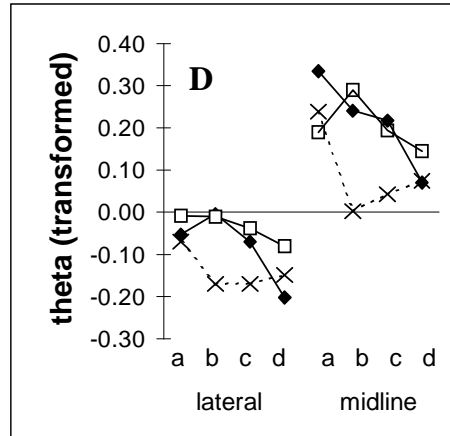 D
theta (transformed)
0.40
0.30
0.20
0.10
0.00
-0.10
-0.20
-0.30
a b c d a b c d
lateral midline